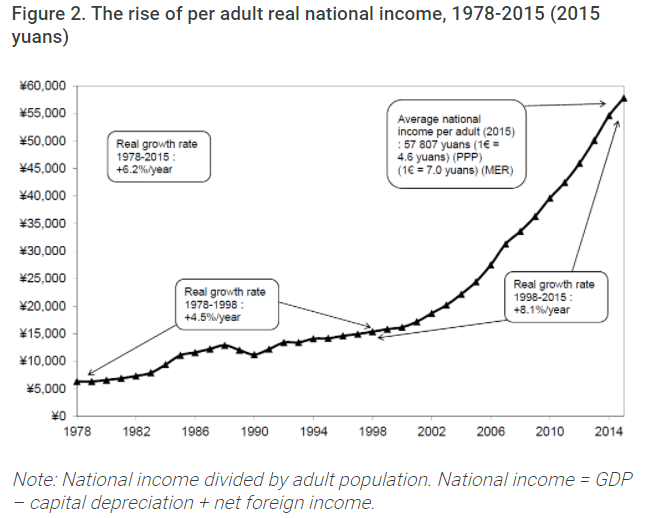 Figure 2. The rise of per adult real national income, 1978-2015 (2015
yuans)
¥60,000
¥55,000
¥50,000
¥45,000
¥40,000
¥35,000
¥30,000
¥25,000
¥20,000
¥15,000
¥10,000
¥5,000
¥0
Real growth rate
1978-2015 :
+6.2%/year
Average national
income per adult (2015)
: 57 807 yuans (1€ =
4.6 yuans) (PPP)
(1€ = 7.0 yuans) (MER)
Real growth rate
1978-1998 :
+4.5%/year
Real growth rate
1998-2015 :
+8.1%/year
1978 1982 1986 1990 1994 1998 2002 2006 2010 2014
Note: National income divided by adult population. National income = GDP
– capital depreciation + net foreign income.